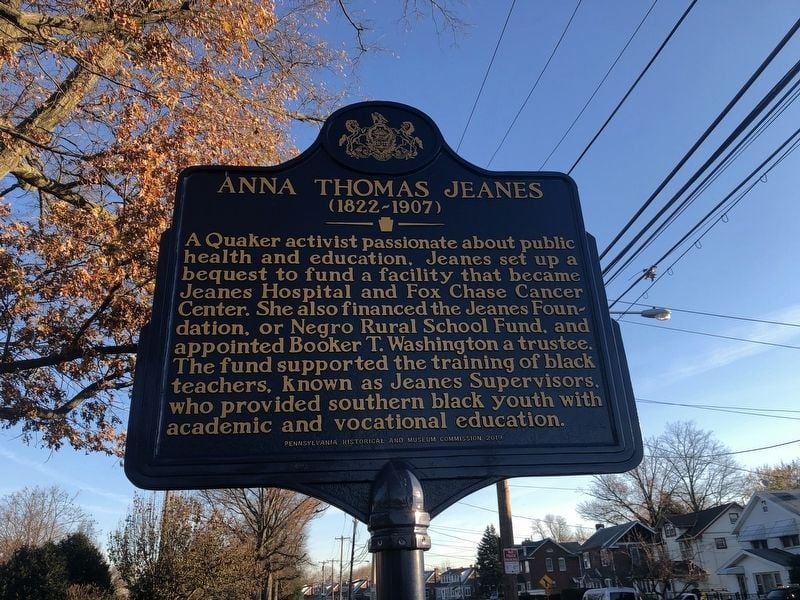 ANNA THOMAS JEANES
(1822-1907)
A Quaker activist passionate about public
health and education, Jeanes set up a
bequest to fund a facility that became
Jeanes Hospital and Fox Chase Cancer
Center. She also financed the Jeanes Foun-
dation, or Negro Rural School Fund, and
appointed Booker T. Washington a trustee.
The fund supported the training of black
teachers, known as Jeanes Supervisors,
who provided southern black youth with
academic and vocational education.
PENNSYLVANIA HISTORICAL AND MUSEUM COMMISSION 2019